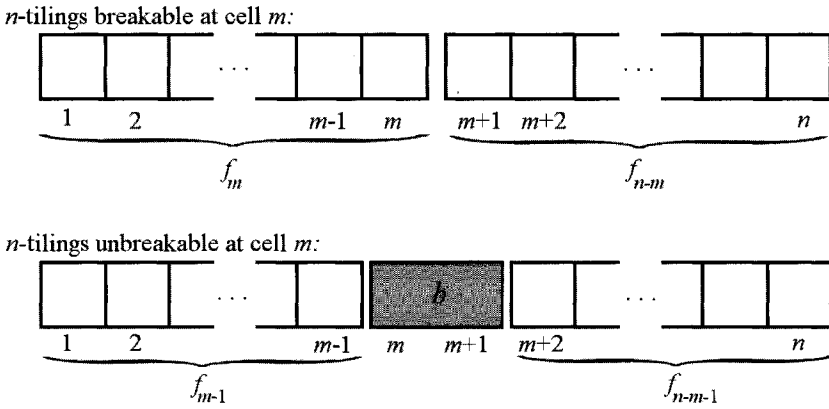 n-tilings breakable at cell m:
. . .
. . .
1 2 m-1 m m+1 m+2 n
f_m f_{n-m}
n-tilings unbreakable at cell m:
. . . b . . .
1 2 m-1 m m+1 m+2 n
f_{m-1} f_{n-m-1}